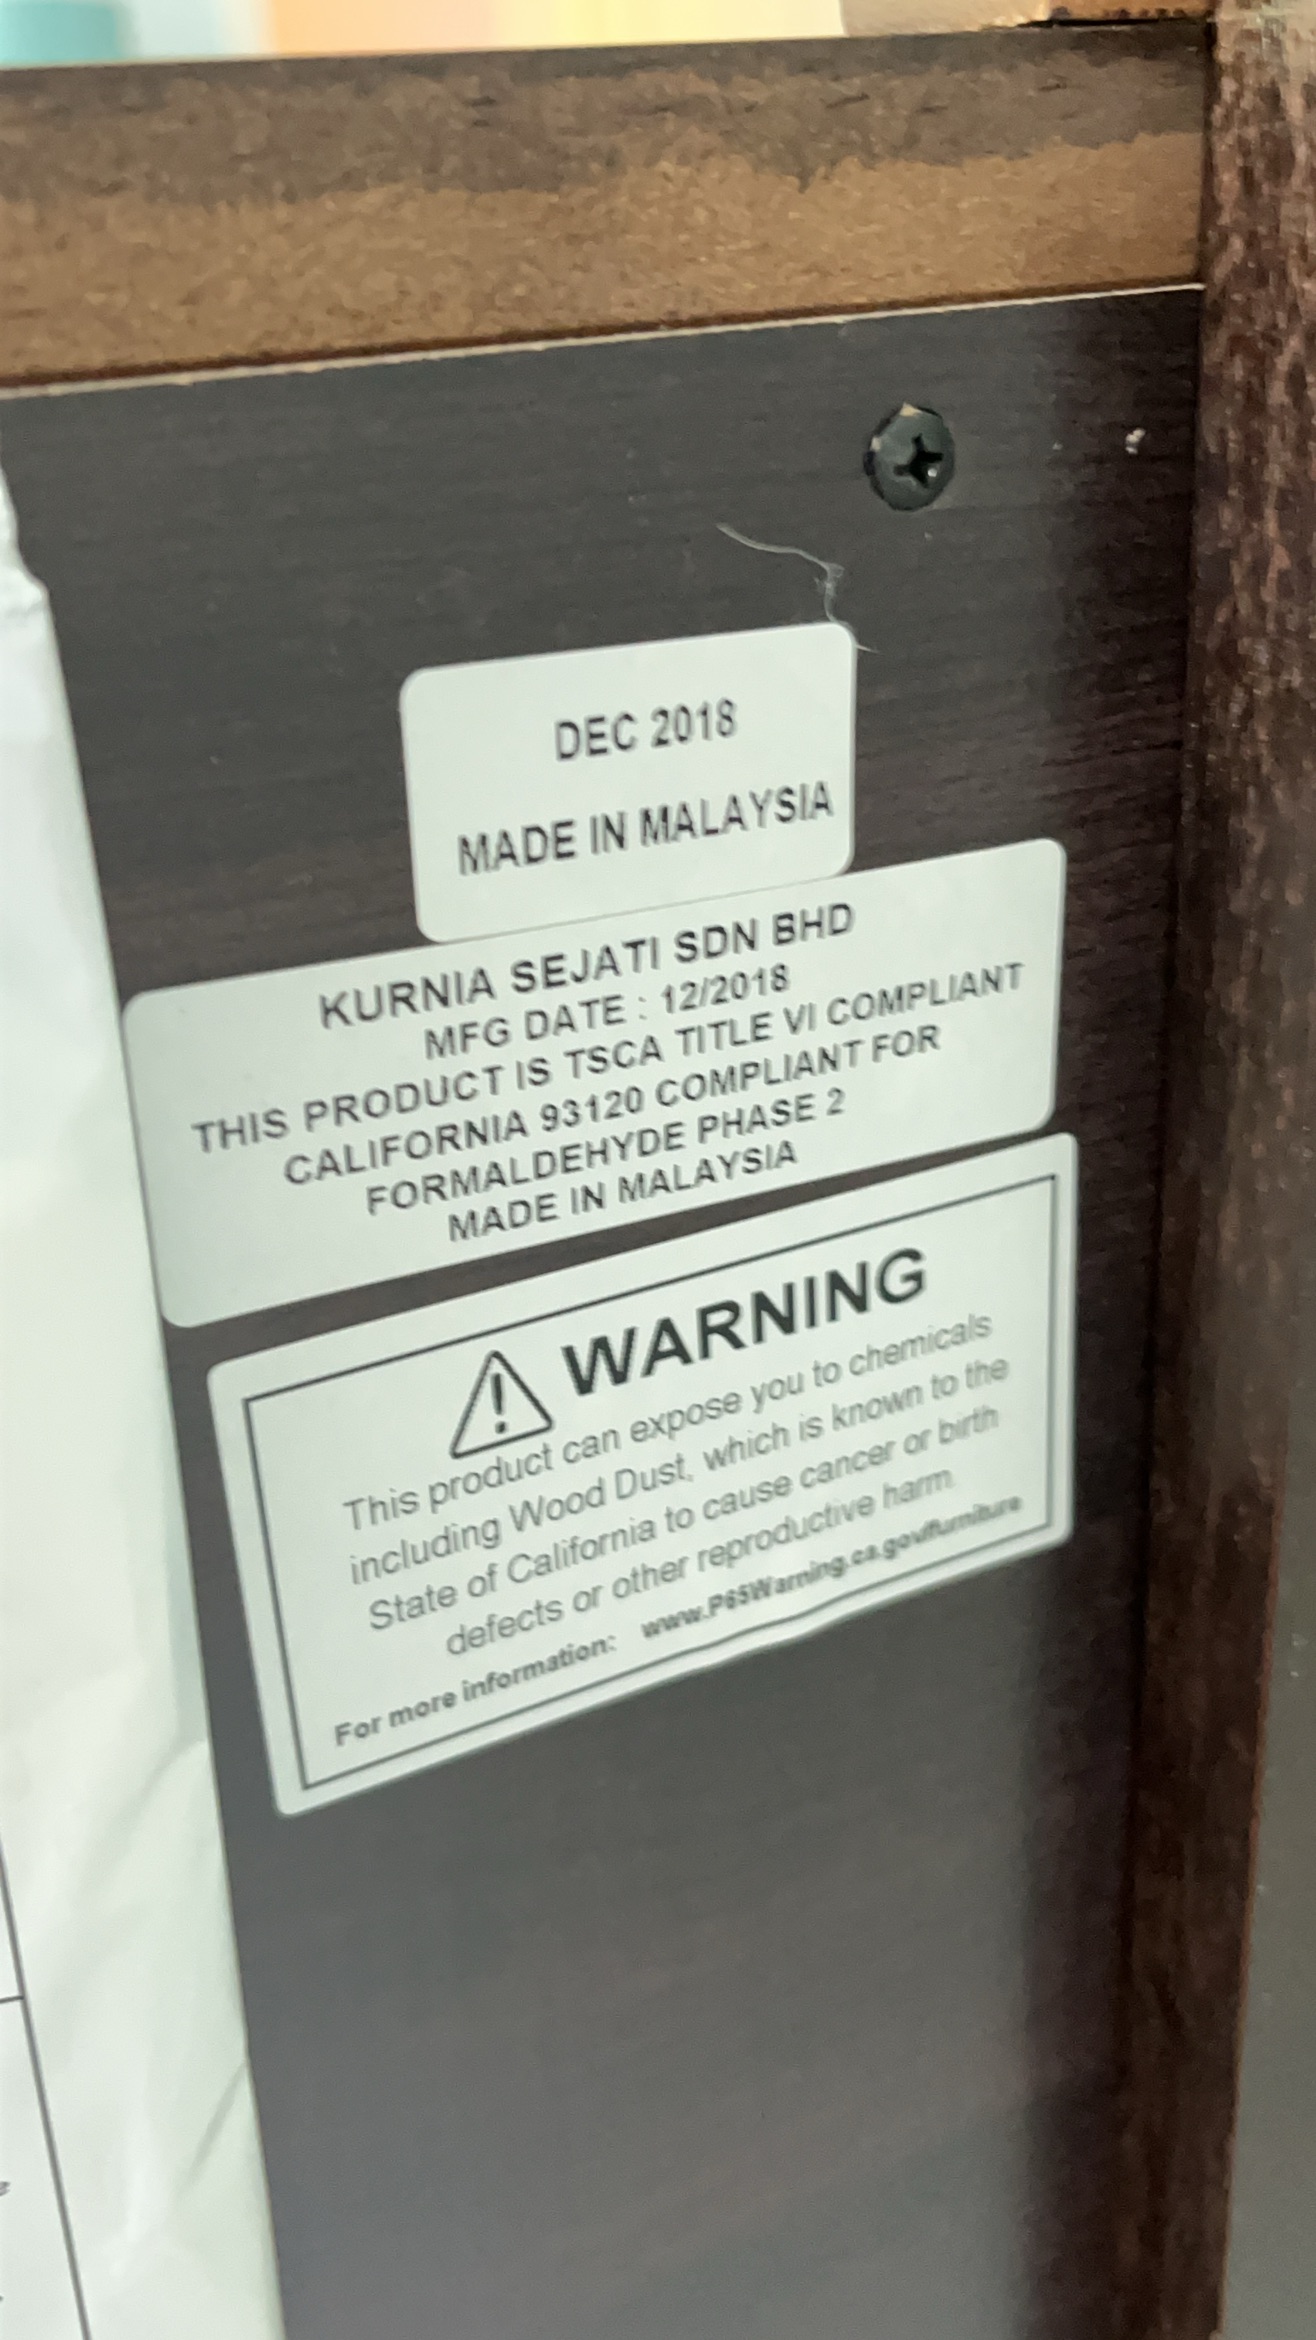 DEC 2018
MADE IN MALAYSIA
KURNIA SEJATI SDN BHD
MFG DATE : 12/2018
THIS PRODUCT IS TSCA TITLE VI COMPLIANT
CALIFORNIA 93120 COMPLIANT FOR
FORMALDEHYDE PHASE 2
MADE IN MALAYSIA
WARNING
This product can expose you to chemicals
including Wood Dust, which is known to the
State of California to cause cancer or birth
defects or other reproductive harm.
For more information: www.P65Warning.ca.gov/furniture